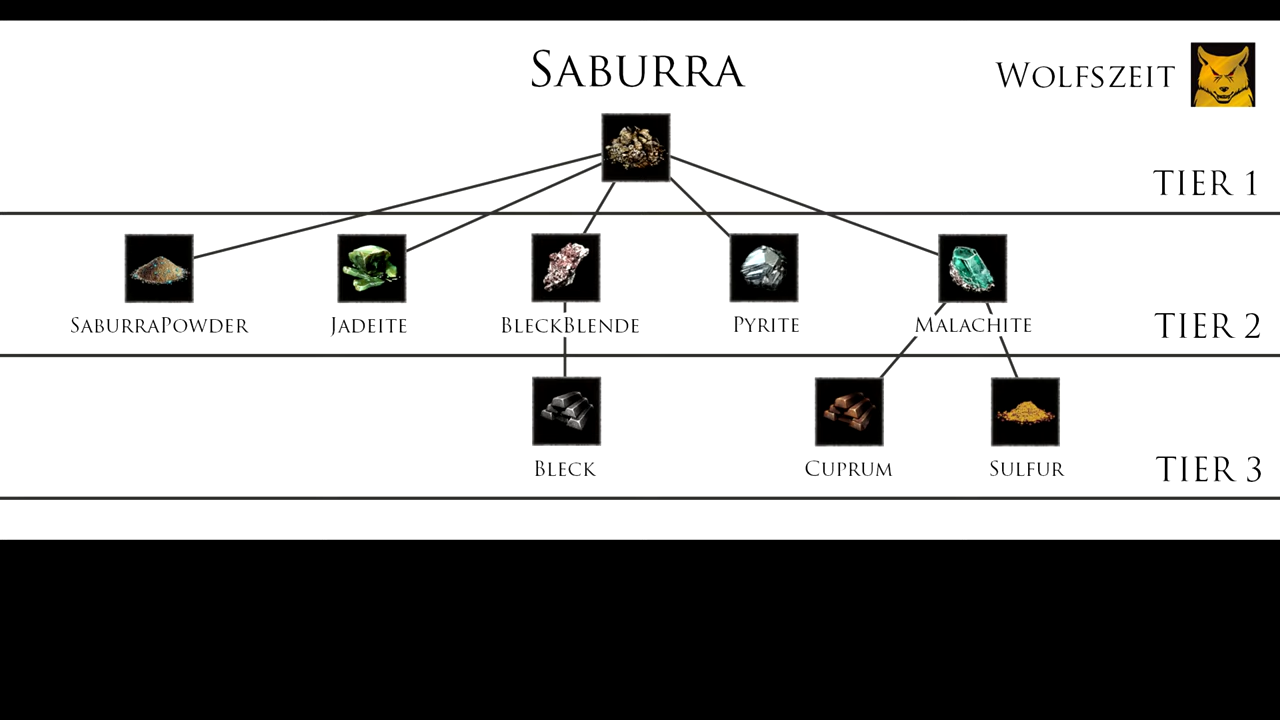 Saburra
Wolfszeit
TIER 1
SaburraPowder
Jadeite
BleckBlende
Pyrite
Malachite
TIER 2
Bleck
Cuprum
Sulfur
TIER 3